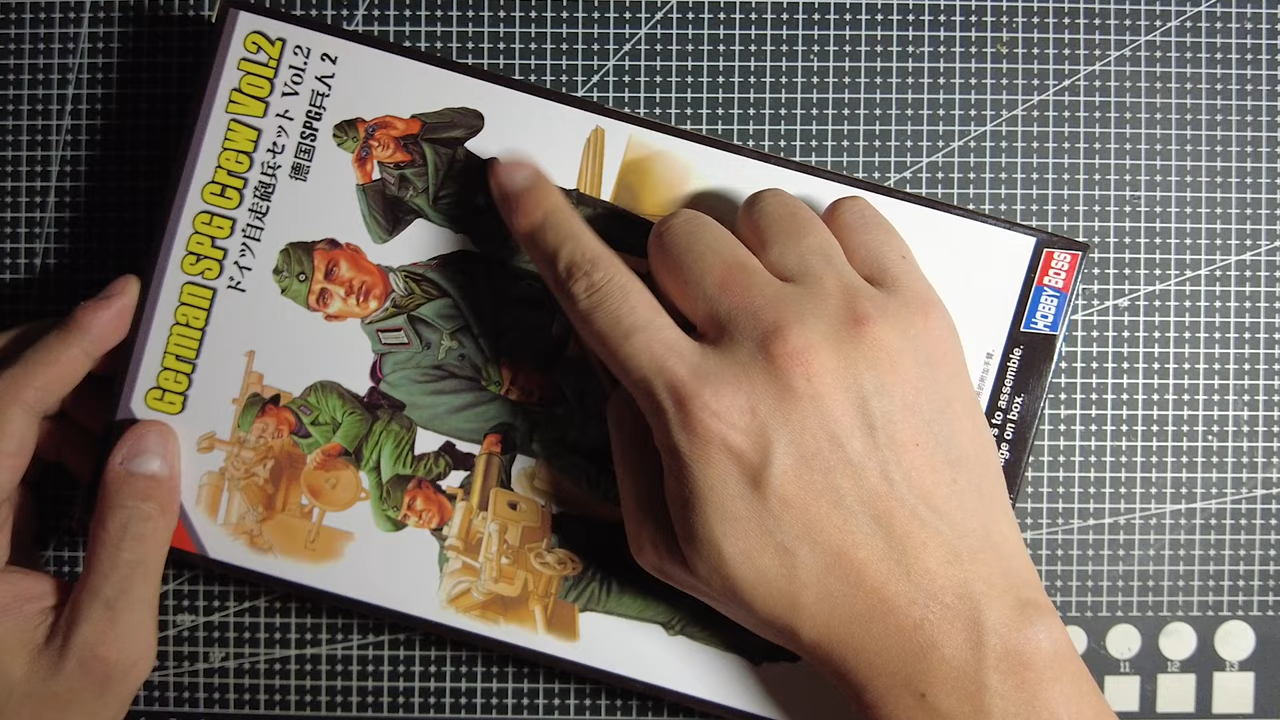 German SPG Crew Vol.2
ドイツ自走砲兵セット Vol.2
德国SPG兵人 2
HOBBY BOSS
to assemble.
on box.
11 12 13